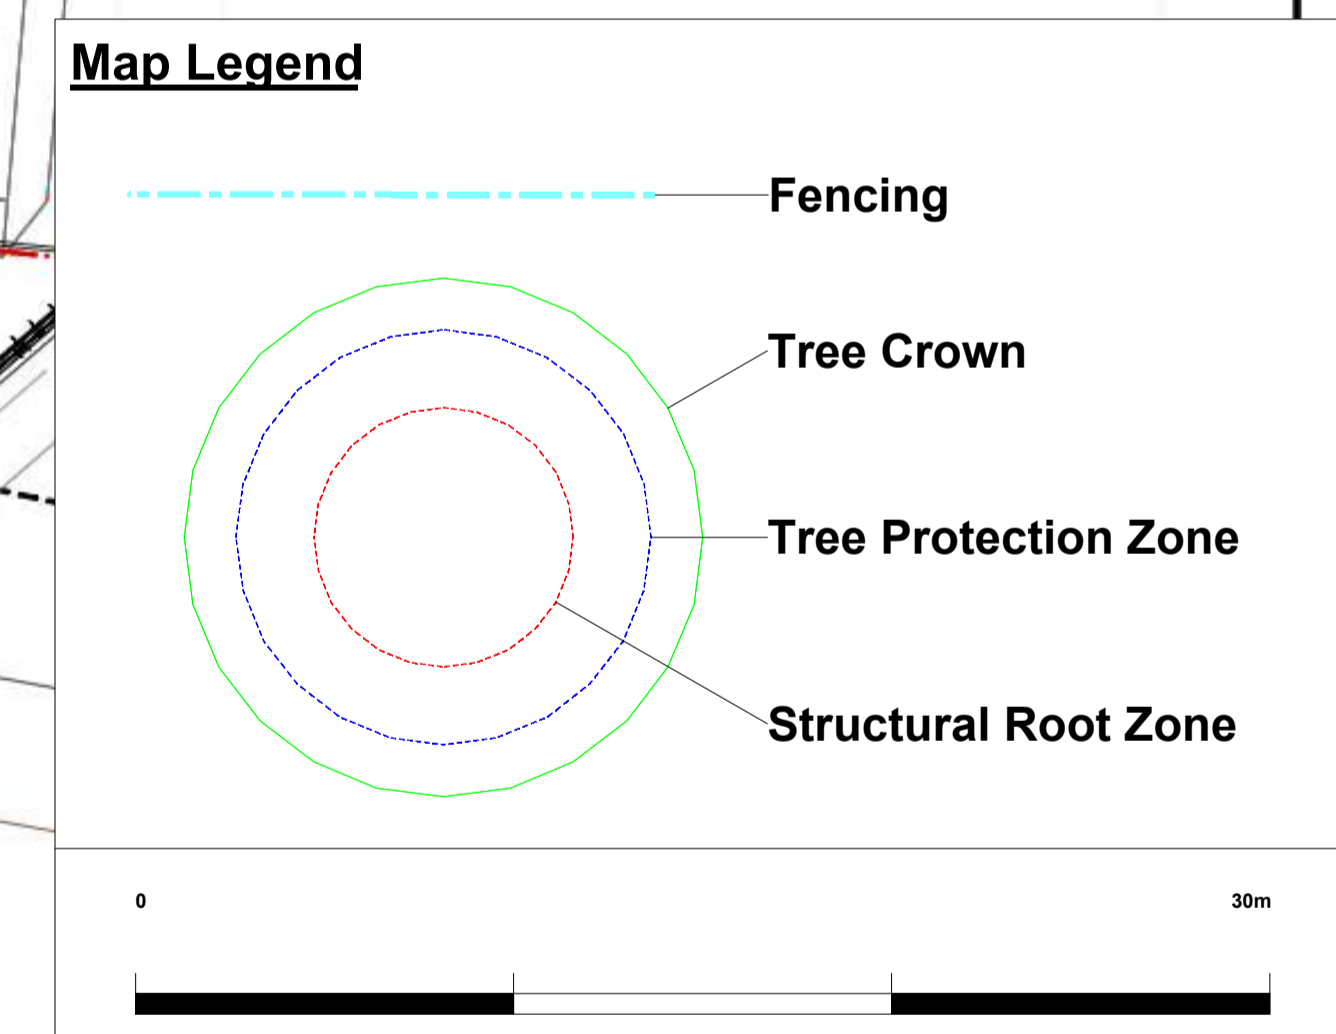 Map Legend
Fencing
Tree Crown
Tree Protection Zone
Structural Root Zone
0 30m